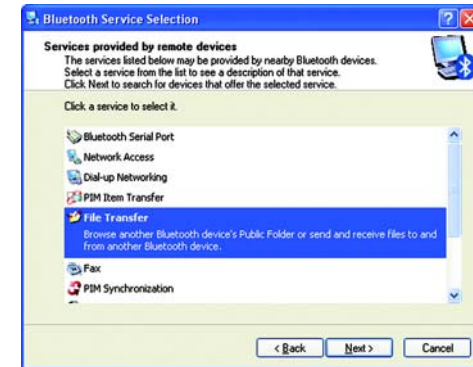 Bluetooth Service Selection
Services provided by remote devices
The services listed below may be provided by nearby Bluetooth devices.
Select a service from the list to see a description of that service.
Click Next to search for devices that offer the selected service.
Click a service to select it.
Bluetooth Serial Port
Network Access
Dial-up Networking
PIM Item Transfer
File Transfer
Browse another Bluetooth device's Public Folder or send and receive files to and
from another Bluetooth device.
Fax
PIM Synchronization
< Back
Next >
Cancel